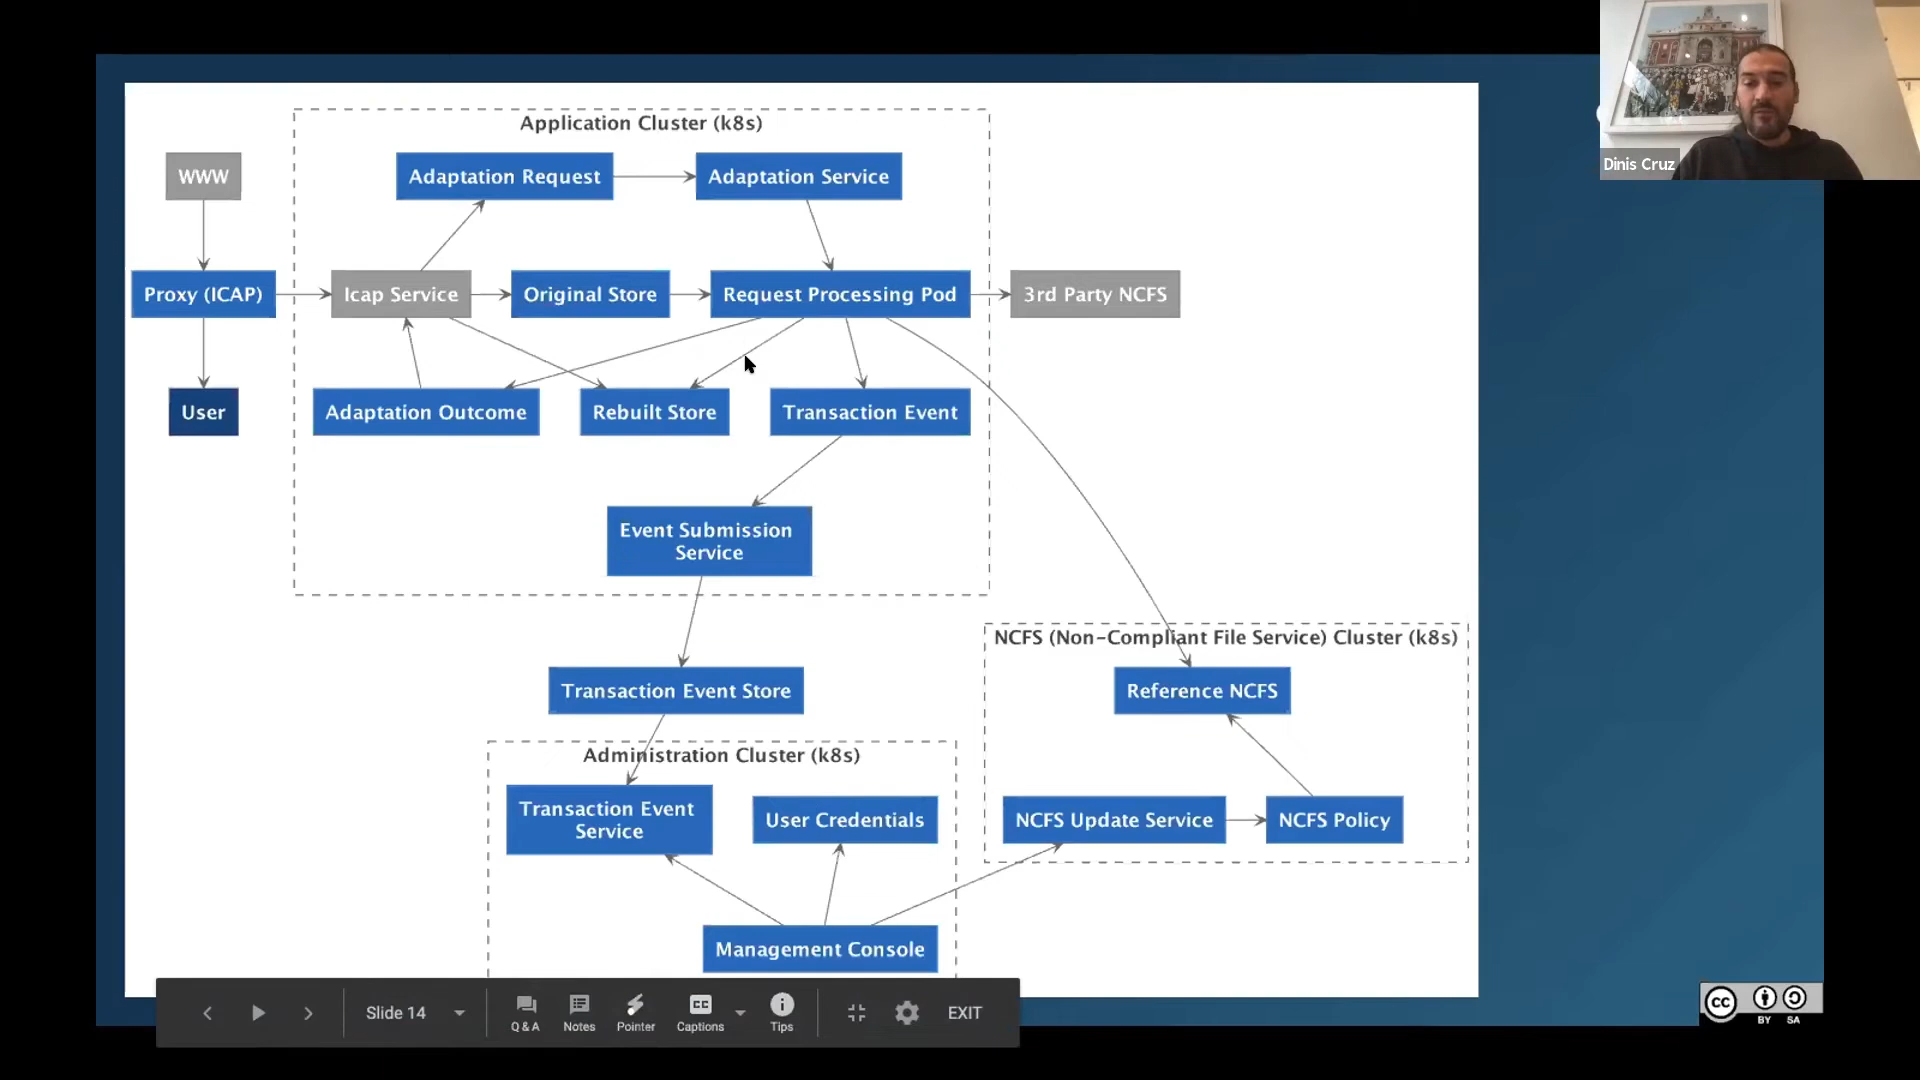 Application Cluster (k8s)
WWW
Adaptation Request
Adaptation Service
Dinis Cruz
Proxy (ICAP)
Icap Service
Original Store
Request Processing Pod
3rd Party NCFS
User
Adaptation Outcome
Rebuilt Store
Transaction Event
Event Submission
Service
NCFS (Non-Compliant File Service) Cluster (k8s)
Transaction Event Store
Reference NCFS
Administration Cluster (k8s)
Transaction Event
Service
User Credentials
NCFS Update Service
NCFS Policy
Management Console
Slide 14
Q & A
Notes
Pointer
CC
Captions
Tips
EXIT
cc
BY SA